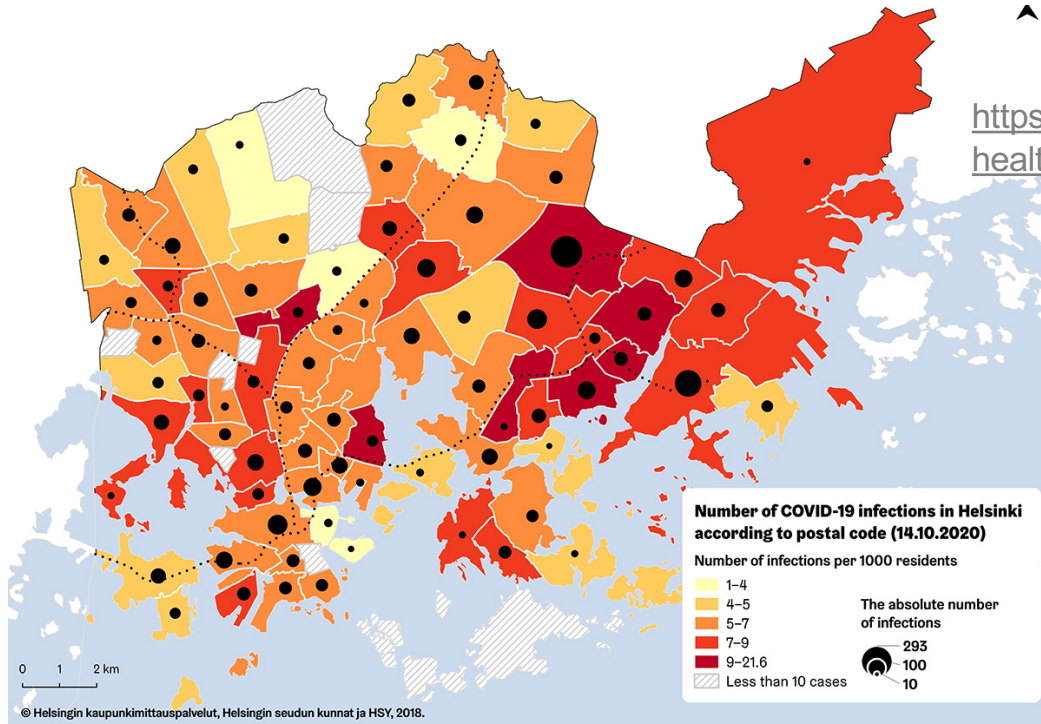 https
healt
Number of COVID-19 infections in Helsinki
according to postal code (14.10.2020)
Number of infections per 1000 residents
1–4
4–5
5–7
7–9
9–21.6
Less than 10 cases
The absolute number
of infections
293
100
10
0 1 2 km
© Helsingin kaupunkimittauspalvelut, Helsingin seudun kunnat ja HSY, 2018.